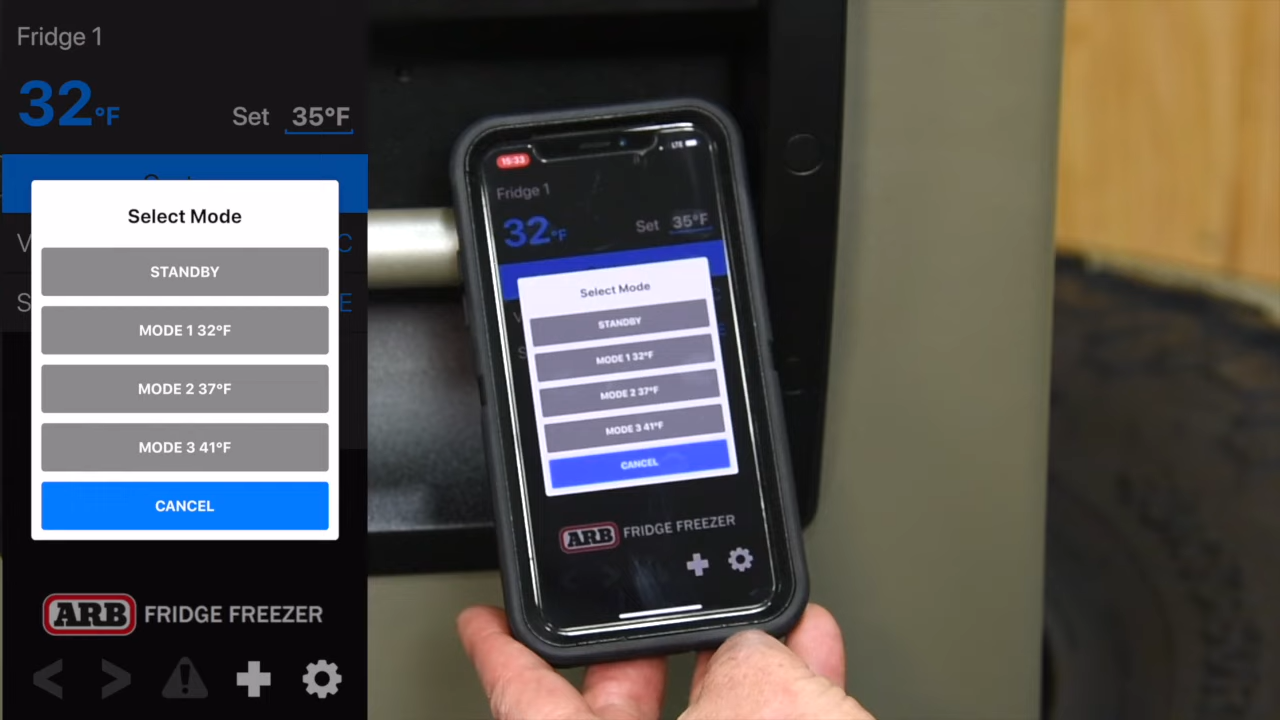 Fridge 1
32°F
Set 35°F
Select Mode
STANDBY
MODE 1 32°F
MODE 2 37°F
MODE 3 41°F
CANCEL
V C
S E
ARB FRIDGE FREEZER
15:33 LTE
Fridge 1
32°F
Set 35°F
Select Mode
STANDBY
MODE 1 32°F
MODE 2 37°F
MODE 3 41°F
CANCEL
ARB FRIDGE FREEZER